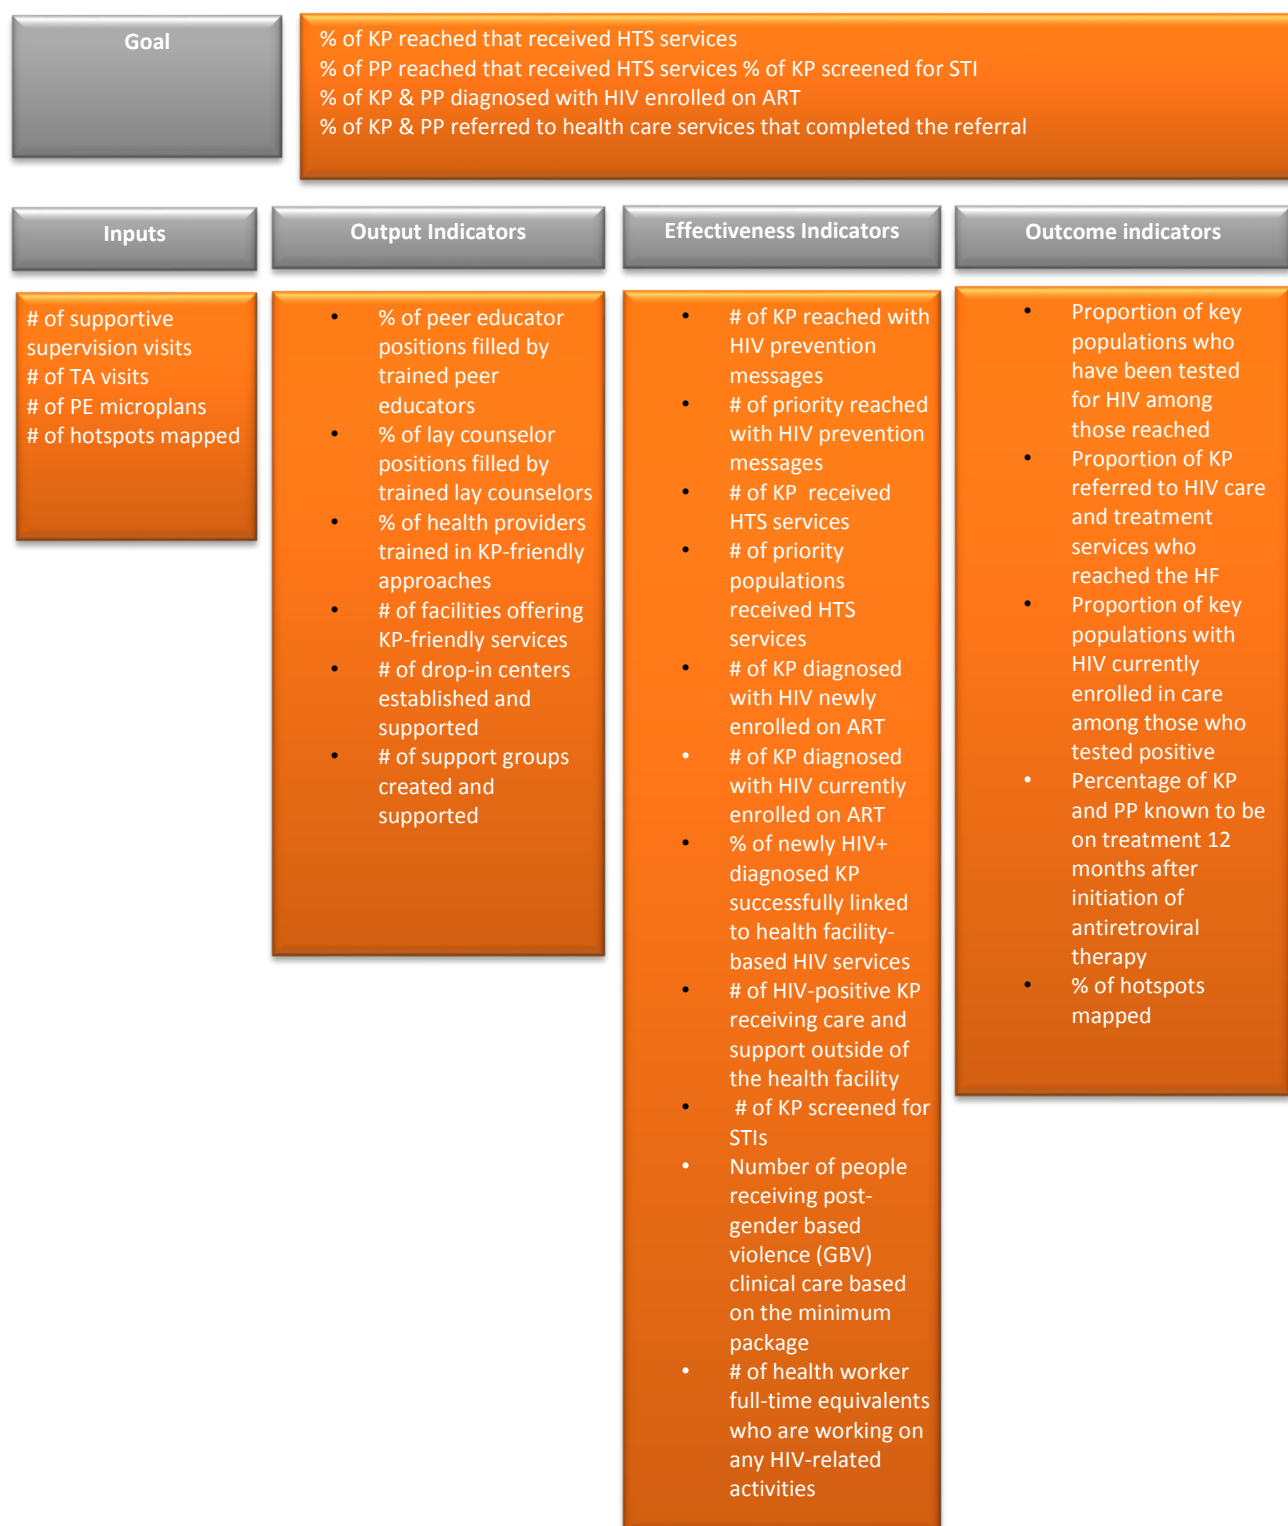 Goal
% of KP reached that received HTS services
% of PP reached that received HTS services % of KP screened for STI
% of KP & PP diagnosed with HIV enrolled on ART
% of KP & PP referred to health care services that completed the referral
Inputs
# of supportive
supervision visits
# of TA visits
# of PE microplans
# of hotspots mapped
Output Indicators
• % of peer educator
positions filled by
trained peer
educators
• % of lay counselor
positions filled by
trained lay counselors
• % of health providers
trained in KP-friendly
approaches
• # of facilities offering
KP-friendly services
• # of drop-in centers
established and
supported
• # of support groups
created and
supported
Effectiveness Indicators
• # of KP reached with
HIV prevention
messages
• # of priority reached
with HIV prevention
messages
• # of KP  received
HTS services
• # of priority
populations
received HTS
services
• # of KP diagnosed
with HIV newly
enrolled on ART
• # of KP diagnosed
with HIV currently
enrolled on ART
• % of newly HIV+
diagnosed KP
successfully linked
to health facility-
based HIV services
• # of HIV-positive KP
receiving care and
support outside of
the health facility
• # of KP screened for
STIs
• Number of people
receiving post-
gender based
violence (GBV)
clinical care based
on the minimum
package
• # of health worker
full-time equivalents
who are working on
any HIV-related
activities
Outcome indicators
• Proportion of key
populations who
have been tested
for HIV among
those reached
• Proportion of KP
referred to HIV care
and treatment
services who
reached the HF
• Proportion of key
populations with
HIV currently
enrolled in care
among those who
tested positive
• Percentage of KP
and PP known to be
on treatment 12
months after
initiation of
antiretroviral
therapy
• % of hotspots
mapped